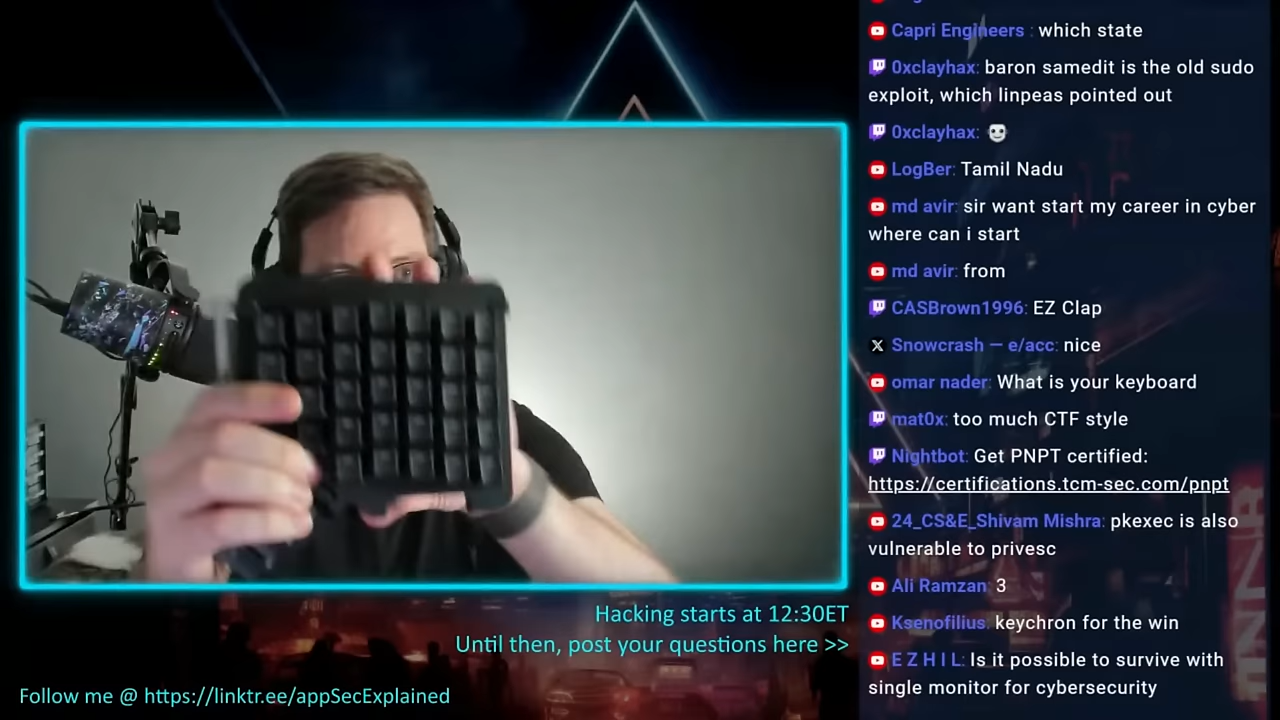 Capri Engineers : which state
0xclayhax: baron samedit is the old sudo
exploit, which linpeas pointed out
0xclayhax:
LogBer: Tamil Nadu
md avir: sir want start my career in cyber
where can i start
md avir: from
CASBrown1996: EZ Clap
Snowcrash — e/acc: nice
omar nader: What is your keyboard
mat0x: too much CTF style
Nightbot: Get PNPT certified:
https://certifications.tcm-sec.com/pnpt
24_CS&E_Shivam Mishra: pkexec is also
vulnerable to privesc
Ali Ramzan: 3
Ksenofilius: keychron for the win
E Z H I L: Is it possible to survive with
single monitor for cybersecurity
Hacking starts at 12:30ET
Until then, post your questions here >>
Follow me @ https://linktr.ee/appSecExplained